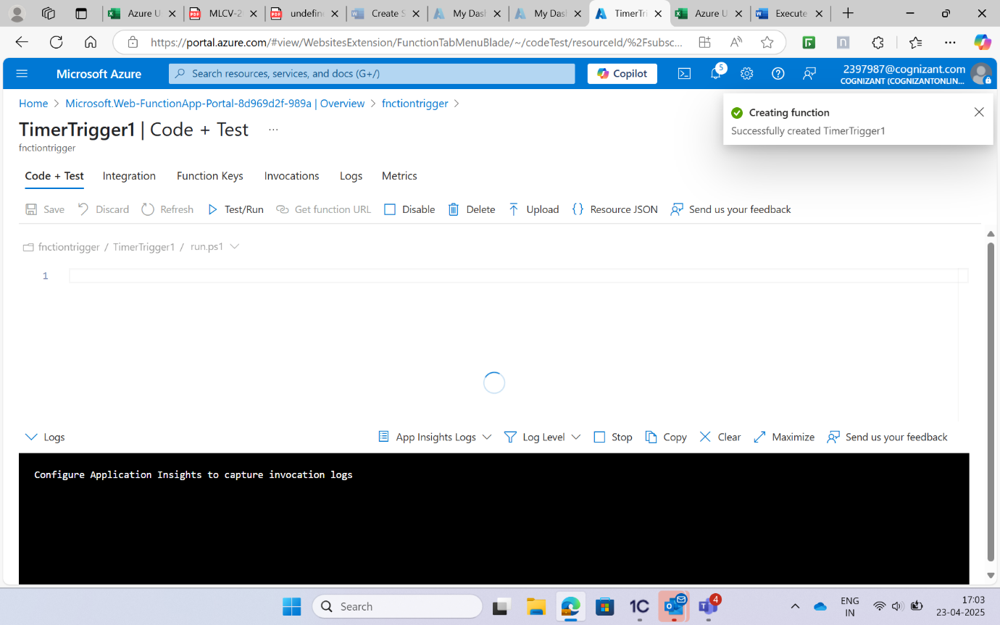 Azure U
MLCV-2
undefin
Create S
My Das
My Das
TimerTri
Azure U
Execute
https://portal.azure.com/#view/WebsitesExtension/FunctionTabMenuBlade/~/codeTest/resourceId/%2Fsubsc...
Microsoft Azure
Search resources, services, and docs (G+/)
Copilot
5
2397987@cognizant.com
COGNIZANT (COGNIZANTONLIN...
Home > Microsoft.Web-FunctionApp-Portal-8d969d2f-989a | Overview > fnctiontrigger >
Creating function
Successfully created TimerTrigger1
TimerTrigger1 | Code + Test ...
fnctiontrigger
Code + Test Integration Function Keys Invocations Logs Metrics
Save Discard Refresh Test/Run Get function URL Disable Delete Upload Resource JSON Send us your feedback
fnctiontrigger / TimerTrigger1 / run.ps1
1
Logs App Insights Logs Log Level Stop Copy Clear Maximize Send us your feedback
Configure Application Insights to capture invocation logs
Search
1C
4
ENG
IN
17:03
23-04-2025